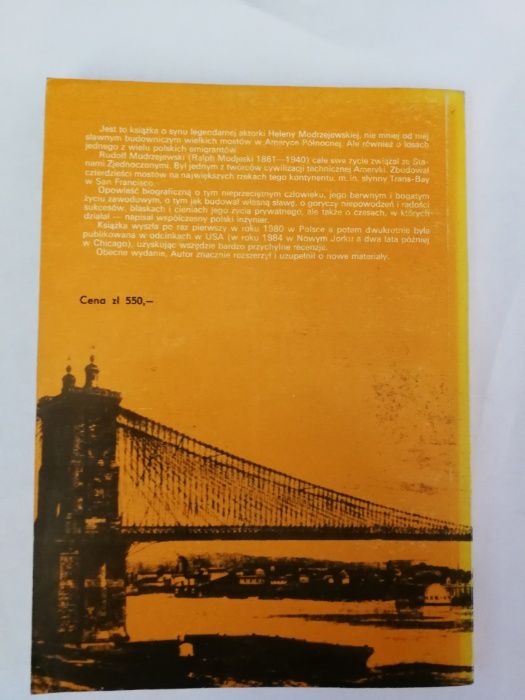 Jest to książka o synu legendarnej aktorki Heleny Modrzejewskiej, nie mniej od niej
sławnym budowniczym wielkich mostów w Ameryce Północnej. Ale również o losach
jednego z wielu polskich emigrantów.
Rudolf Modrzejewski (Ralph Modjeski 1861—1940) całe swe życie związał ze Sta-
nami Zjednoczonymi. Był jednym z twórców cywilizacji technicznej Ameryki. Zbudował
czterdzieści mostów na największych rzekach tego kontynentu, m. in. słynny Trans-Bay
w San Francisco.
Opowieść biograficzną o tym nieprzeciętnym człowieku, jego barwnym i bogatym
życiu zawodowym, o tym jak budował własną sławę, o goryczy niepowodzeń i radości
sukcesów, blaskach i cieniach jego życia prywatnego, ale także o czasach, w których
działał — napisał współczesny polski inżynier.
Książka wyszła po raz pierwszy w roku 1980 w Polsce a potem dwukrotnie była
publikowana w odcinkach w USA (w roku 1984 w Nowym Jorku a dwa lata później
w Chicago), uzyskując wszędzie bardzo przychylne recenzje.
Obecne wydanie, Autor znacznie rozszerzył i uzupełnił o nowe materiały.
Cena zł 550,—